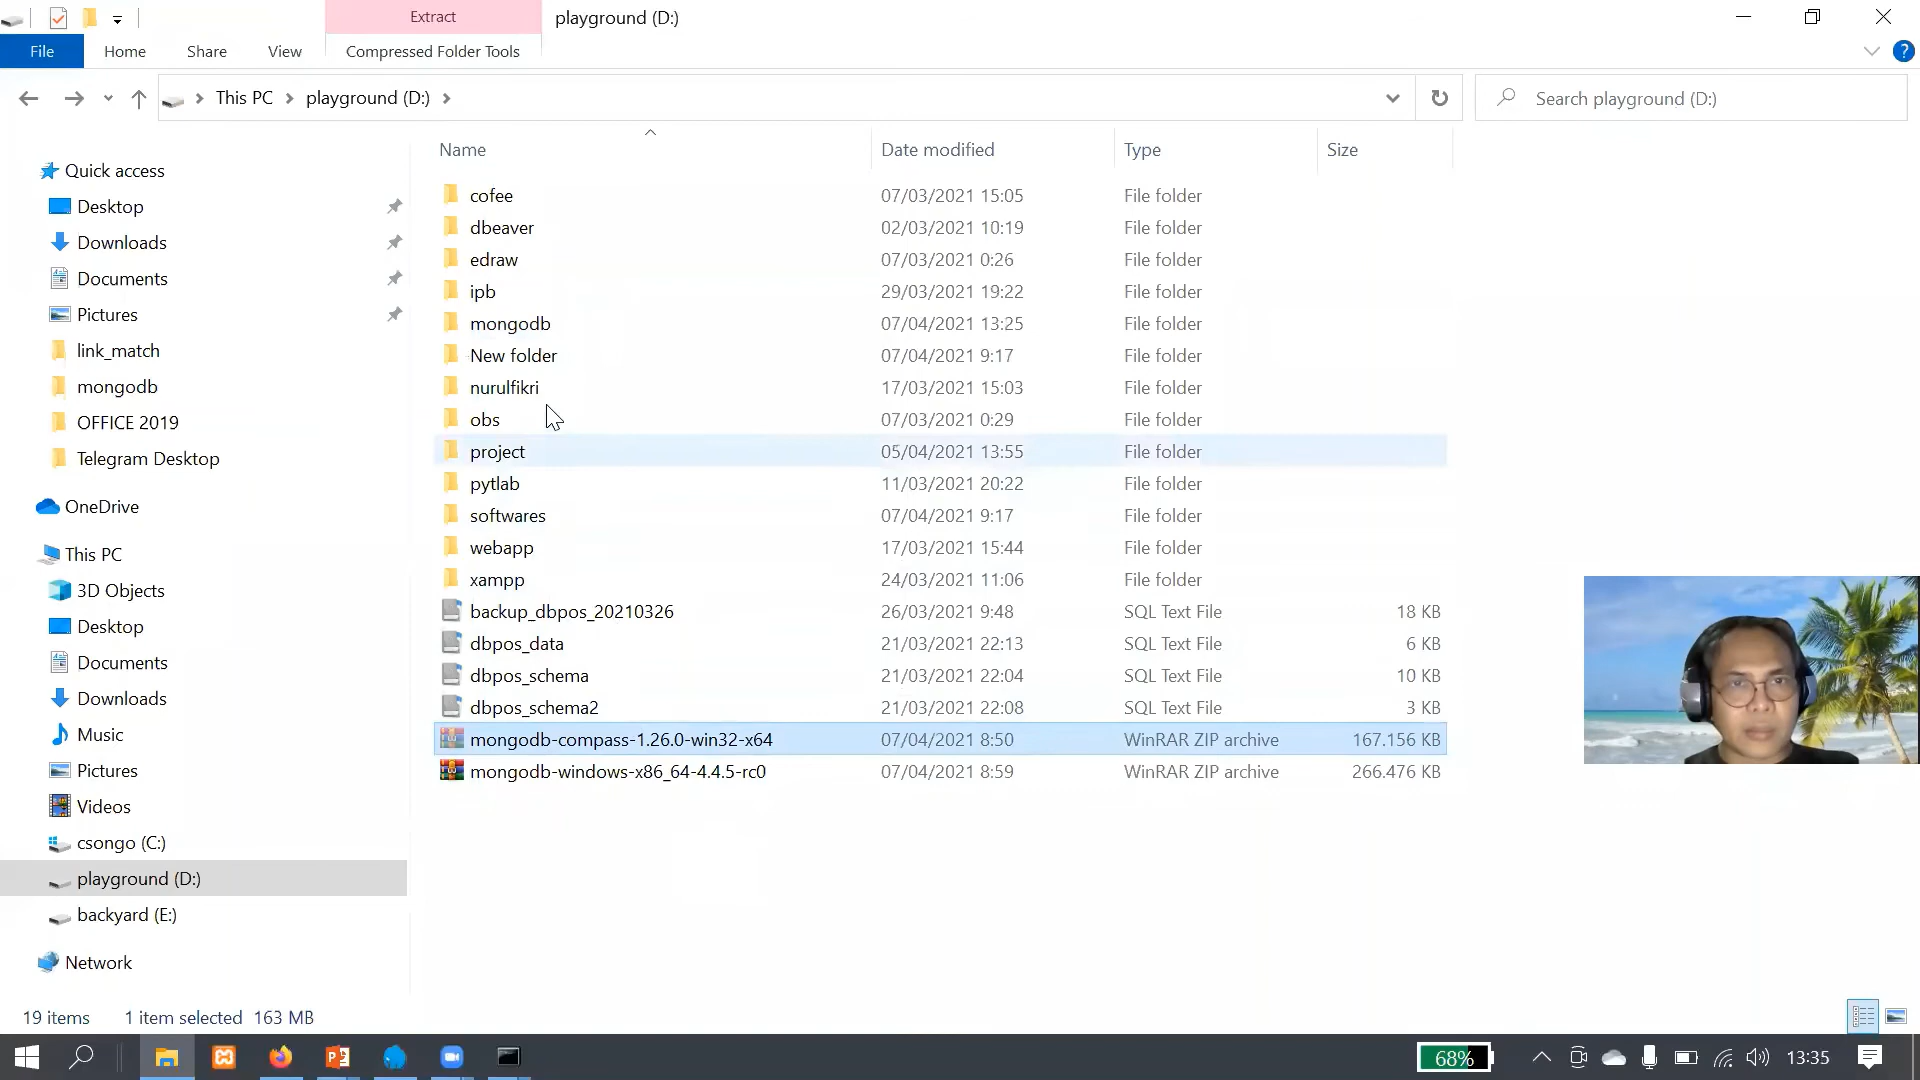 Extract
playground (D:)
File
Home
Share
View
Compressed Folder Tools
?
This PC
playground (D:)
Search playground (D:)
Name
Date modified
Type
Size
Quick access
Desktop
Downloads
Documents
Pictures
link_match
mongodb
OFFICE 2019
Telegram Desktop
OneDrive
This PC
3D Objects
Desktop
Documents
Downloads
Music
Pictures
Videos
csongo (C:)
playground (D:)
backyard (E:)
Network
cofee 07/03/2021 15:05 File folder
dbeaver 02/03/2021 10:19 File folder
edraw 07/03/2021 0:26 File folder
ipb 29/03/2021 19:22 File folder
mongodb 07/04/2021 13:25 File folder
New folder 07/04/2021 9:17 File folder
nurulfikri 17/03/2021 15:03 File folder
obs 07/03/2021 0:29 File folder
project 05/04/2021 13:55 File folder
pytlab 11/03/2021 20:22 File folder
softwares 07/04/2021 9:17 File folder
webapp 17/03/2021 15:44 File folder
xampp 24/03/2021 11:06 File folder
backup_dbpos_20210326 26/03/2021 9:48 SQL Text File 18 KB
dbpos_data 21/03/2021 22:13 SQL Text File 6 KB
dbpos_schema 21/03/2021 22:04 SQL Text File 10 KB
dbpos_schema2 21/03/2021 22:08 SQL Text File 3 KB
mongodb-compass-1.26.0-win32-x64 07/04/2021 8:50 WinRAR ZIP archive 167.156 KB
mongodb-windows-x86_64-4.4.5-rc0 07/04/2021 8:59 WinRAR ZIP archive 266.476 KB
19 items 1 item selected 163 MB
68%
13:35